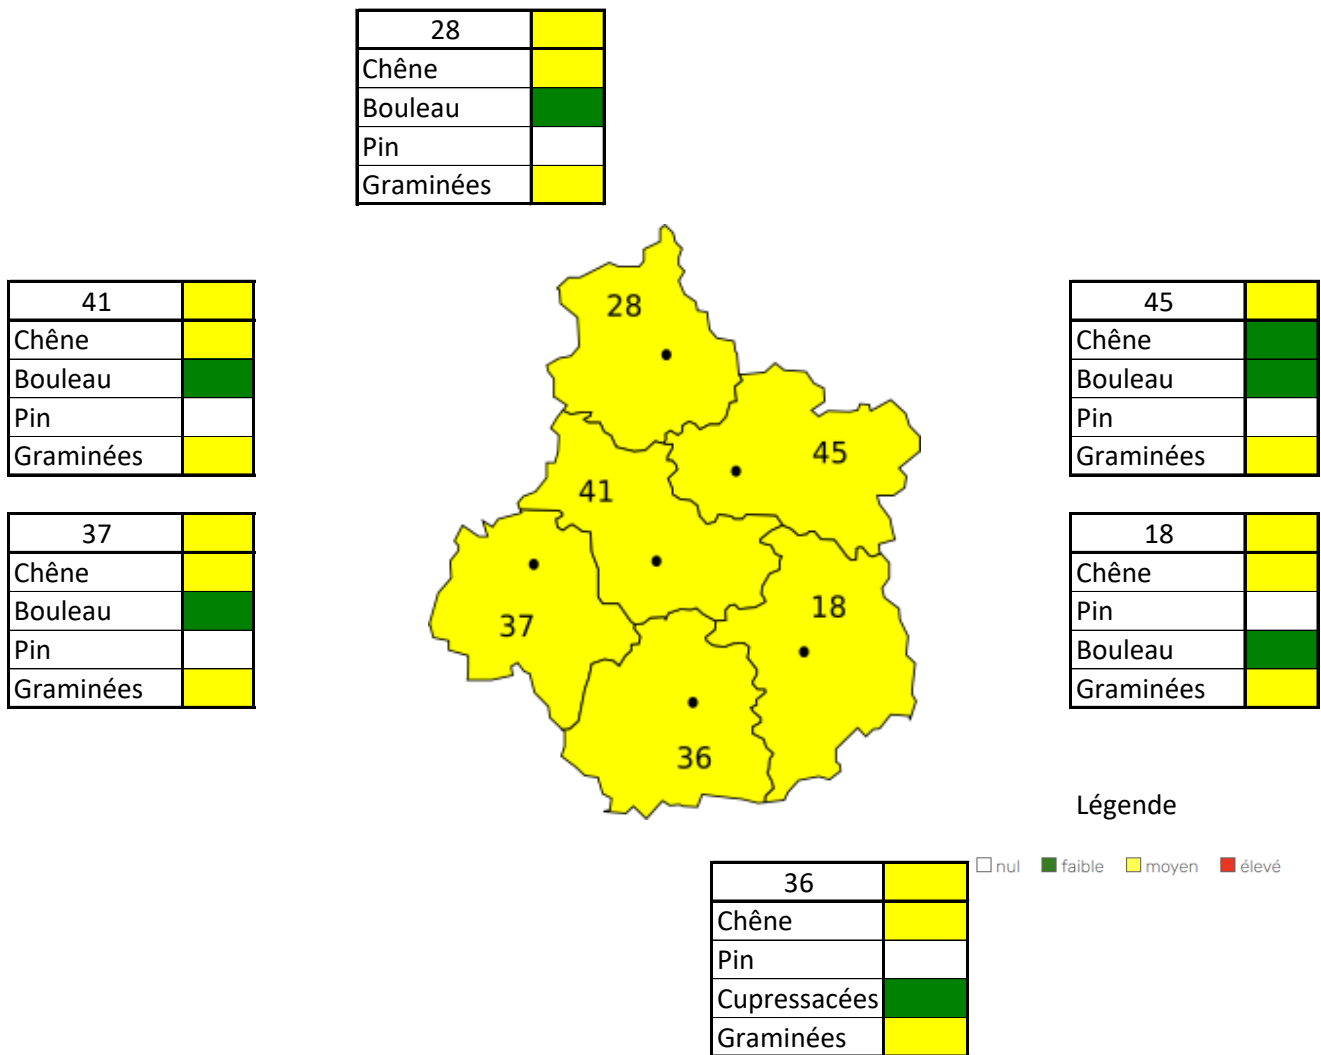 28
Chêne
Bouleau
Pin
Graminées
41
Chêne
Bouleau
Pin
Graminées
37
Chêne
Bouleau
Pin
Graminées
28
45
41
18
37
36
45
Chêne
Bouleau
Pin
Graminées
18
Chêne
Pin
Bouleau
Graminées
Légende
nul faible moyen élevé
36
Chêne
Pin
Cupressacées
Graminées